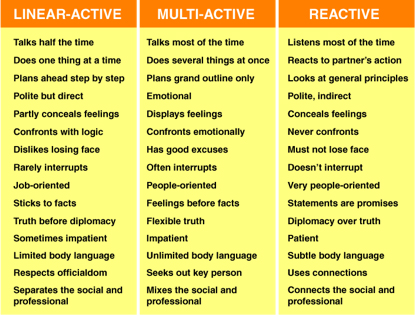 LINEAR-ACTIVE MULTI-ACTIVE REACTIVE
Talks half the time Talks most of the time Listens most of the time
Does one thing at a time Does several things at once Reacts to partner's action
Plans ahead step by step Plans grand outline only Looks at general principles
Polite but direct Emotional Polite, indirect
Partly conceals feelings Displays feelings Conceals feelings
Confronts with logic Confronts emotionally Never confronts
Dislikes losing face Has good excuses Must not lose face
Rarely interrupts Often interrupts Doesn't interrupt
Job-oriented People-oriented Very people-oriented
Sticks to facts Feelings before facts Statements are promises
Truth before diplomacy Flexible truth Diplomacy over truth
Sometimes impatient Impatient Patient
Limited body language Unlimited body language Subtle body language
Respects officialdom Seeks out key person Uses connections
Separates the social and Mixes the social and Connects the social and
professional professional professional